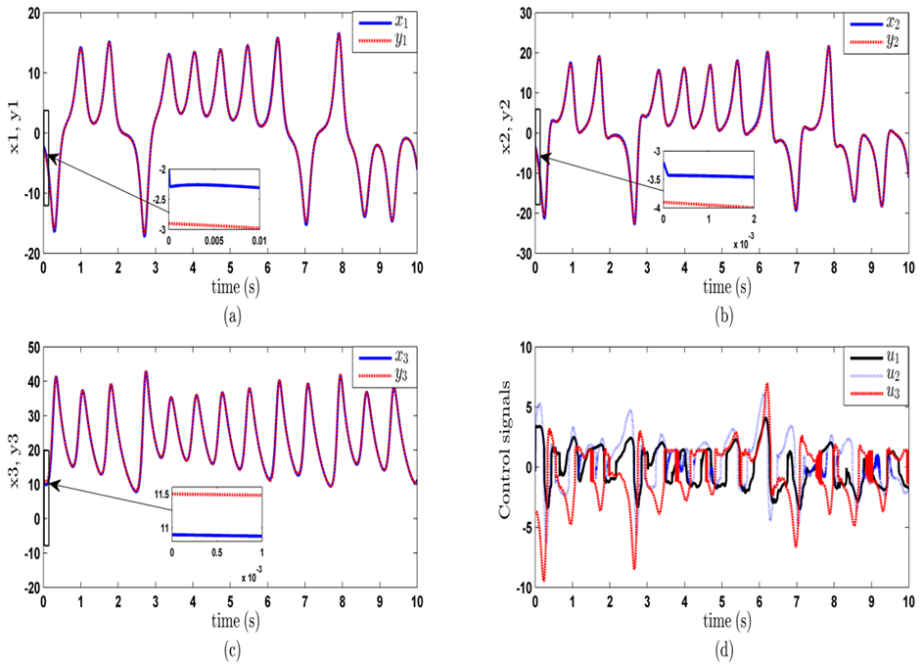 20
15
10
5
0
-5
-10
-15
-20
x1, y1
x1
y1
-2
-2.5
-3
0
0.005
0.01
0 1 2 3 4 5 6 7 8 9 10
time (s)
(a)
30
20
10
0
-10
-20
-30
x2, y2
x2
y2
-3
-3.5
-4
0 1 2
x 10⁻³
0 1 2 3 4 5 6 7 8 9 10
time (s)
(b)
50
40
30
20
10
0
-10
-20
x3, y3
x3
y3
11.5
11
0 0.5 1
x 10⁻³
0 1 2 3 4 5 6 7 8 9 10
time (s)
(c)
10
5
0
-5
-10
Control signals
u1
u2
u3
0 1 2 3 4 5 6 7 8 9 10
time (s)
(d)